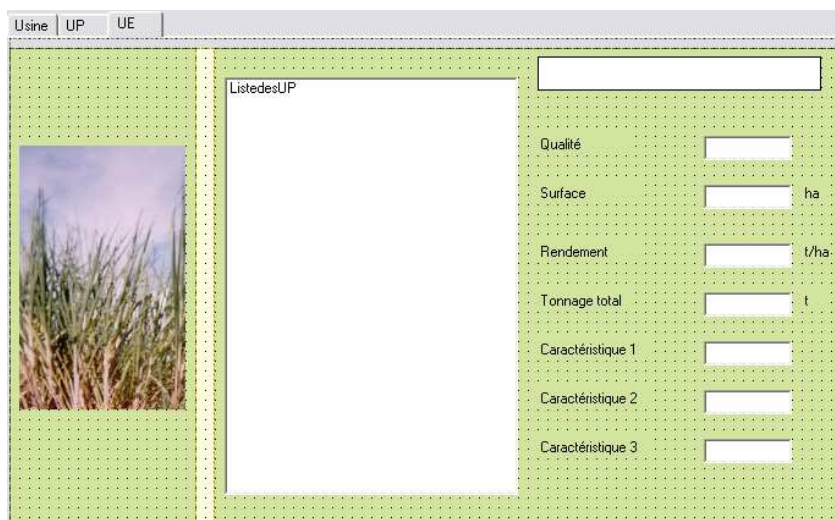 Usine UP UE
ListedesUP
Qualité
Surface ha
Rendement t/ha
Tonnage total t
Caractéristique 1
Caractéristique 2
Caractéristique 3